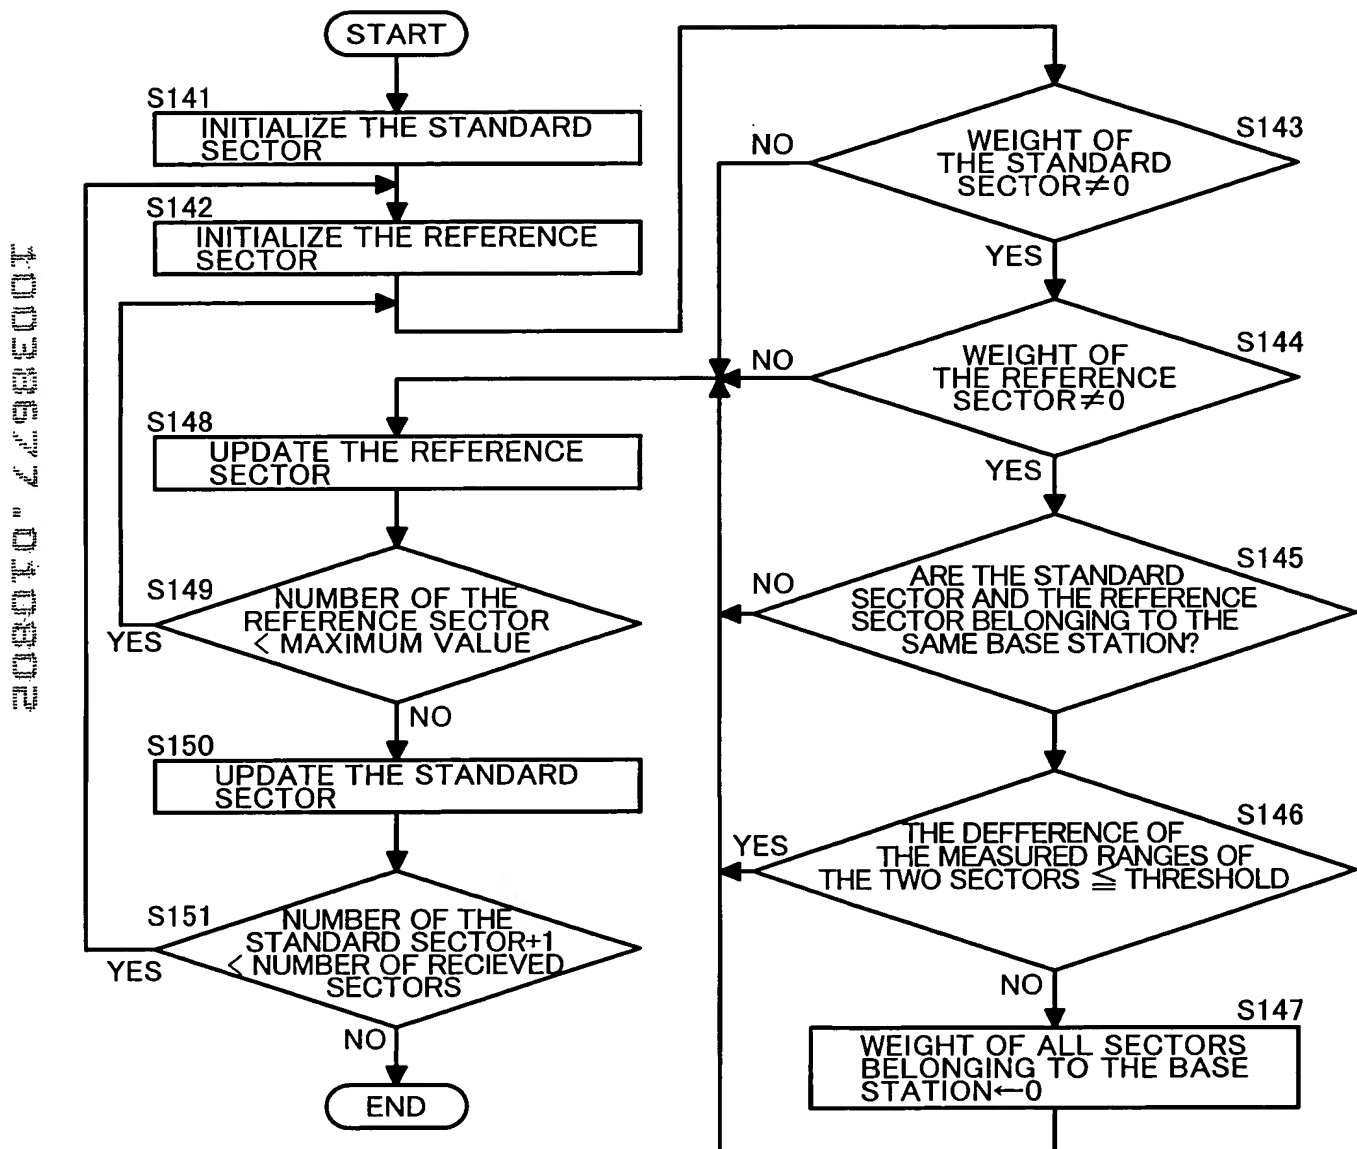 START
S141
INITIALIZE THE STANDARD
SECTOR
S142
INITIALIZE THE REFERENCE
SECTOR
S143
WEIGHT OF
THE STANDARD
SECTOR≠0
NO
YES
S144
WEIGHT OF
THE REFERENCE
SECTOR≠0
NO
YES
S145
ARE THE STANDARD
SECTOR AND THE REFERENCE
SECTOR BELONGING TO THE
SAME BASE STATION?
NO
S146
THE DEFFERENCE OF
THE MEASURED RANGES OF
THE TWO SECTORS ≦ THRESHOLD
YES
NO
S147
WEIGHT OF ALL SECTORS
BELONGING TO THE BASE
STATION←0
S148
UPDATE THE REFERENCE
SECTOR
S149
NUMBER OF THE
REFERENCE SECTOR
< MAXIMUM VALUE
YES
NO
S150
UPDATE THE STANDARD
SECTOR
S151
NUMBER OF THE
STANDARD SECTOR+1
< NUMBER OF RECIEVED
SECTORS
YES
NO
END
10038677.010802